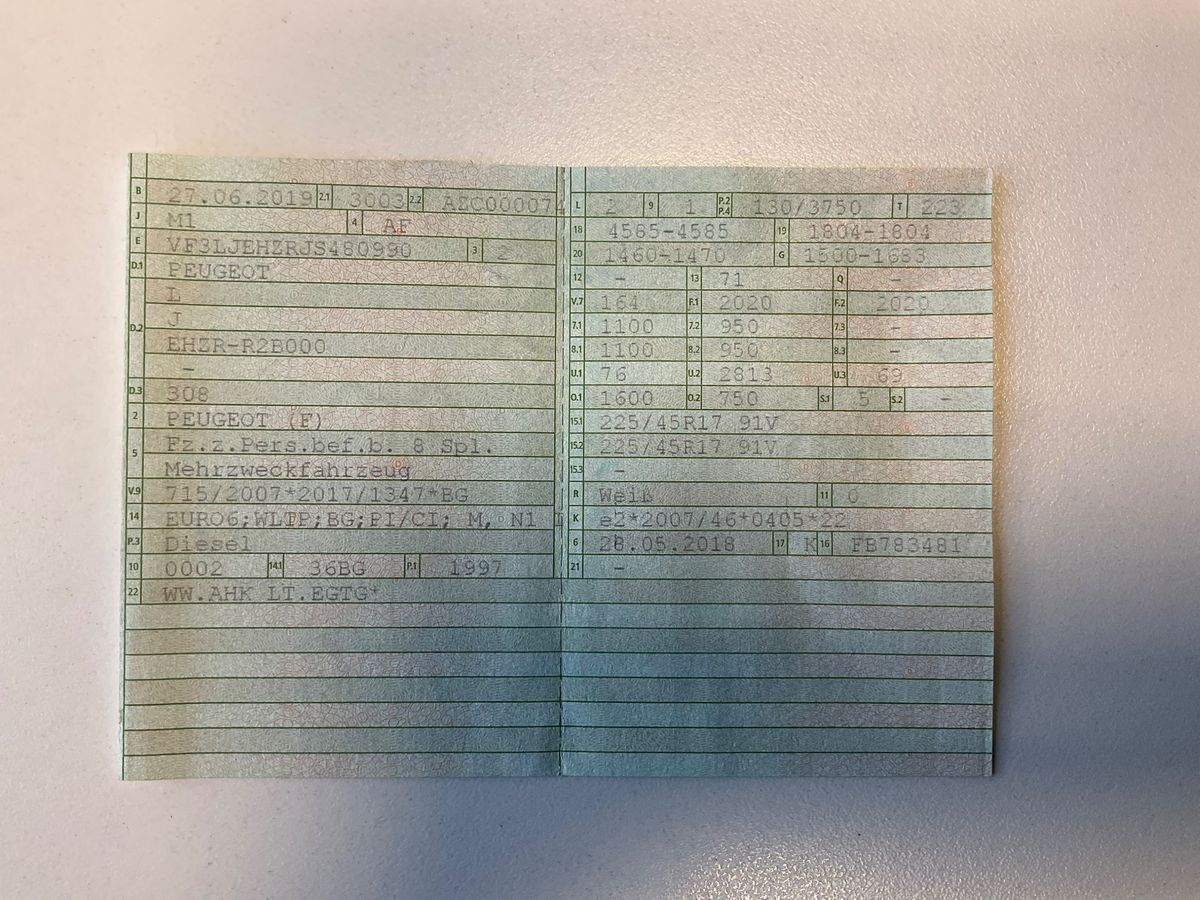 B 27.06.2019 2.1 3003 2.2 AZC000074
J M1 4 AF
E VF3LJEHZRJS480990 3 2
D.1 PEUGEOT
D.2 L
J
EHZR-R2B000
-
D.3 308
2 PEUGEOT (F)
5 Fz.z.Pers.bef.b. 8 Spl.
Mehrzweckfahrzeug
V.9 715/2007*2017/1347*BG
14 EURO6;WLTP;BG;PI/CI; M, N1 I
P.3 Diesel
10 0002 14.1 36BG P.1 1997
22 WW.AHK LT.EGTG*
L 2 9 1 P.2 P.4 130/3750 T 223
18 4585-4585 19 1804-1804
20 1460-1470 G 1500-1683
12 - 13 71 Q -
V.7 164 F.1 2020 F.2 2020
7.1 1100 7.2 950 7.3 -
8.1 1100 8.2 950 8.3 -
U.1 76 U.2 2813 U.3 69
O.1 1600 O.2 750 S.1 5 S.2 -
15.1 225/45R17 91V
15.2 225/45R17 91V
15.3 -
R Weiß 11 0
K e2*2007/46*0405*22
6 28.05.2018 17 K 16 FB783481
21 -